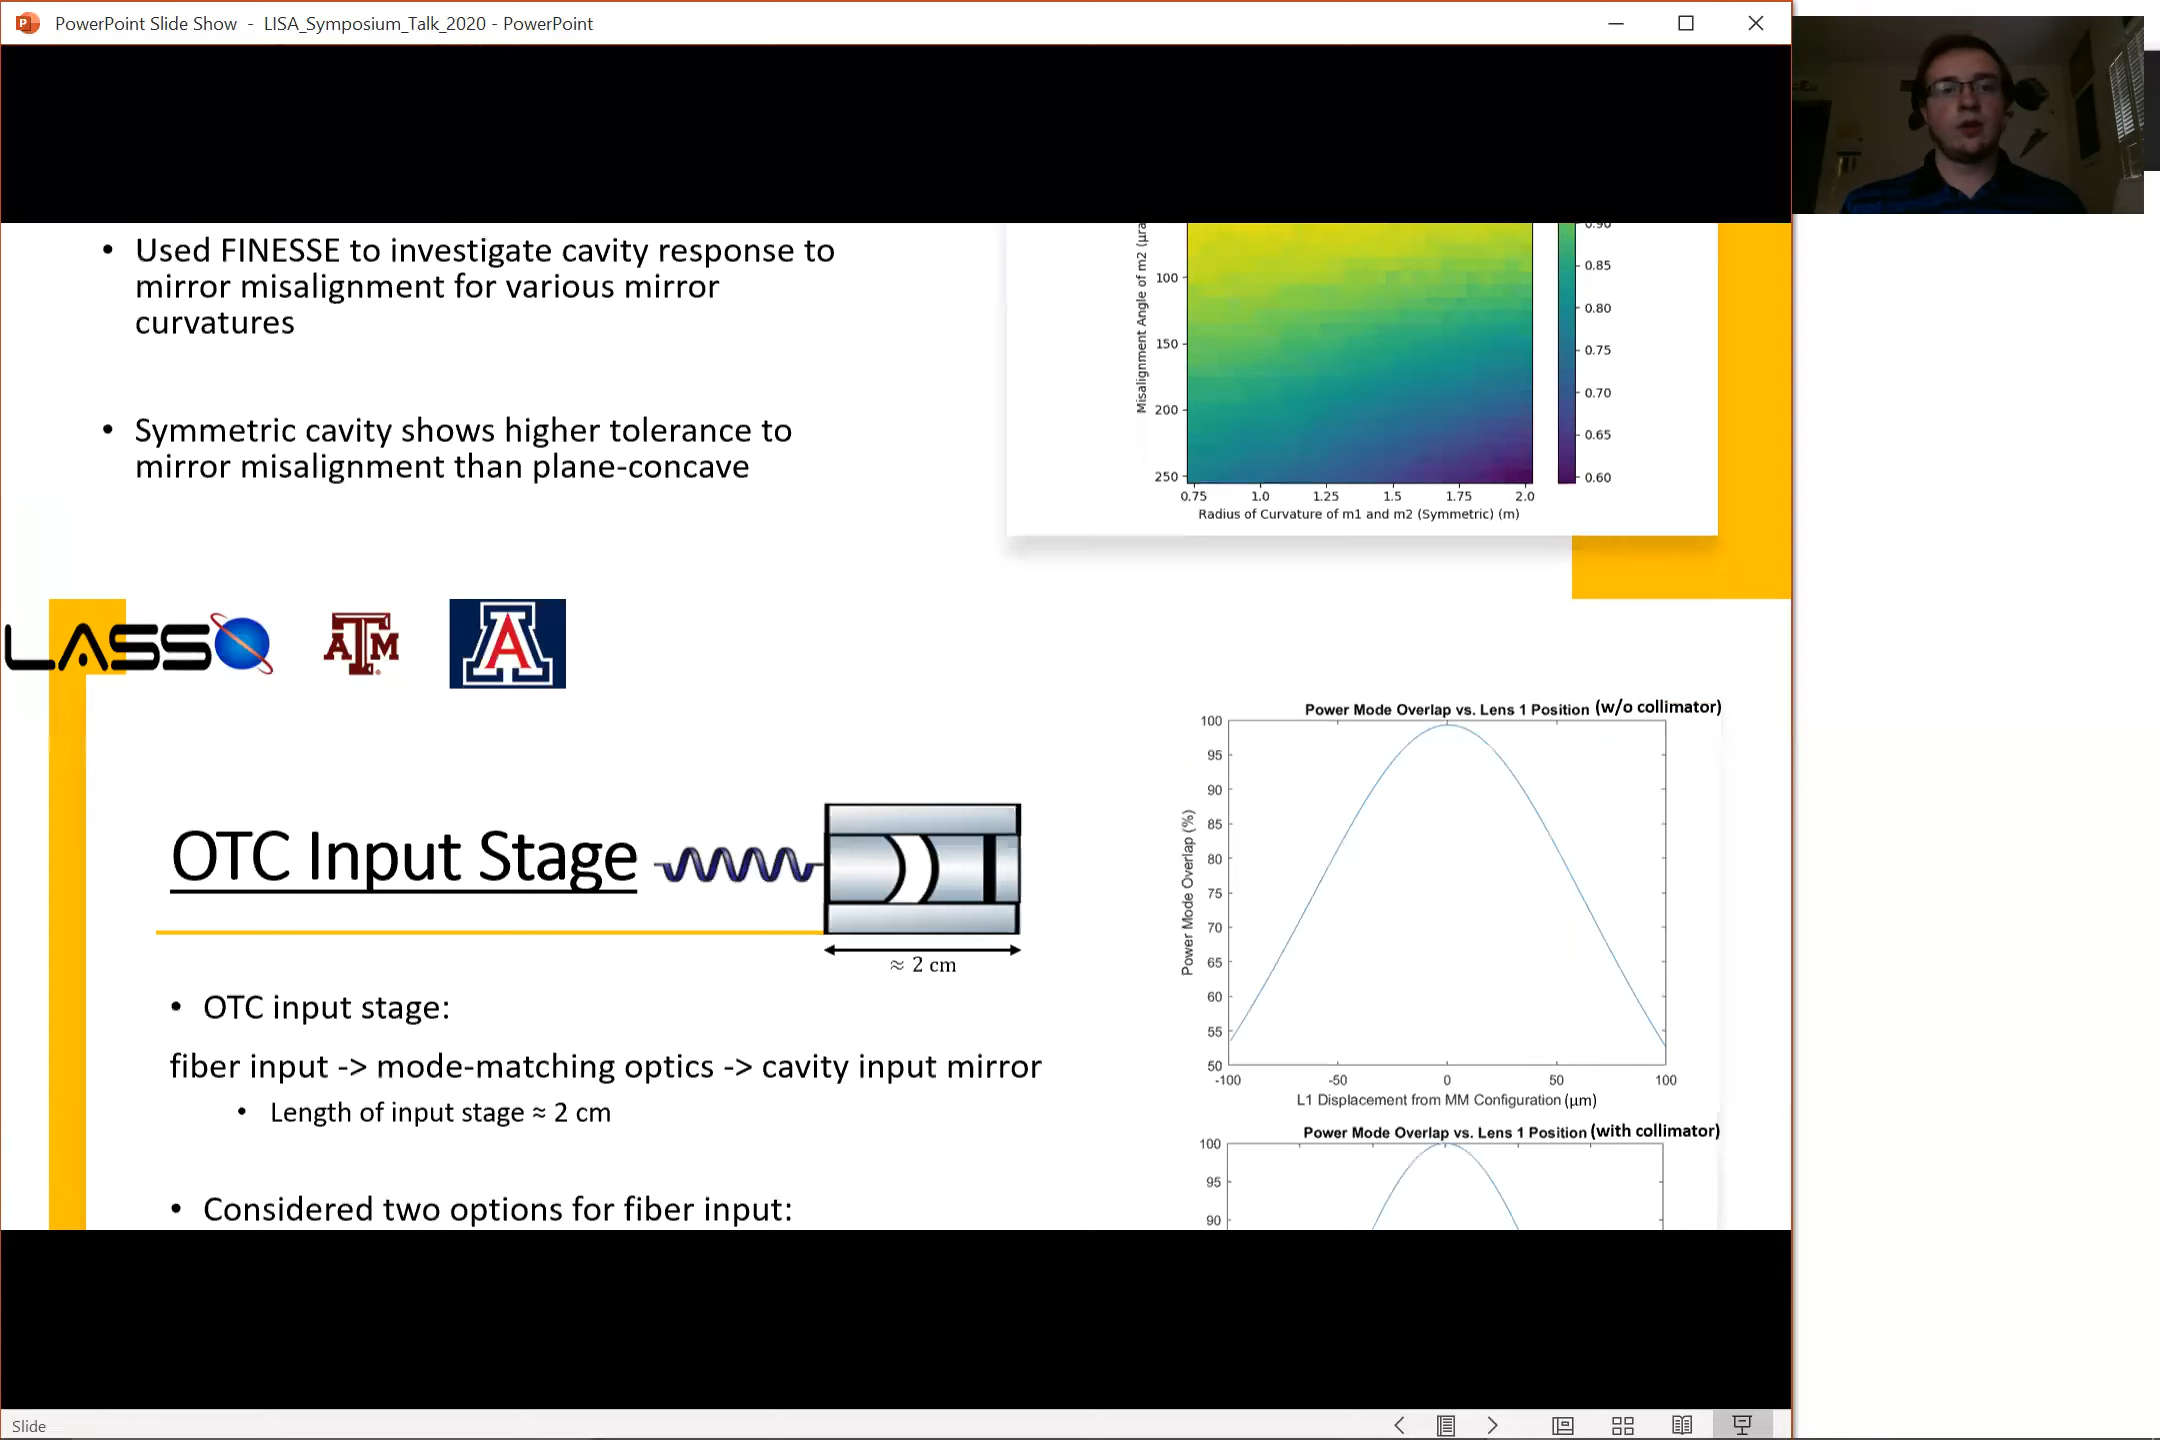 PowerPoint Slide Show - LISA_Symposium_Talk_2020 - PowerPoint
• Used FINESSE to investigate cavity response to
mirror misalignment for various mirror
curvatures
• Symmetric cavity shows higher tolerance to
mirror misalignment than plane-concave
Misalignment Angle of m2
100
150
200
250
0.75 1.0 1.25 1.5 1.75 2.0
Radius of Curvature of m1 and m2 (Symmetric) (m)
0.90
0.85
0.80
0.75
0.70
0.65
0.60
LASSO
ATM
A
OTC Input Stage
≈ 2 cm
• OTC input stage:
fiber input -> mode-matching optics -> cavity input mirror
• Length of input stage ≈ 2 cm
• Considered two options for fiber input:
Power Mode Overlap vs. Lens 1 Position (w/o collimator)
Power Mode Overlap (%)
100
95
90
85
80
75
70
65
60
55
50
-100 -50 0 50 100
L1 Displacement from MM Configuration (μm)
Power Mode Overlap vs. Lens 1 Position (with collimator)
100
95
90
Slide